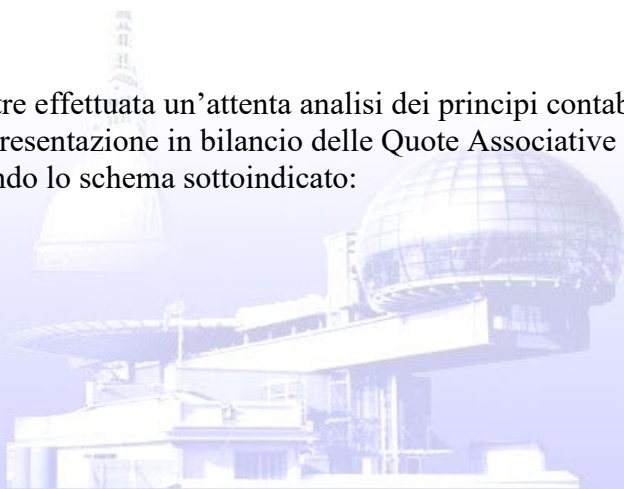 tre effettuata un’attenta analisi dei principi contab
resentazione in bilancio delle Quote Associative
ndo lo schema sottoindicato: